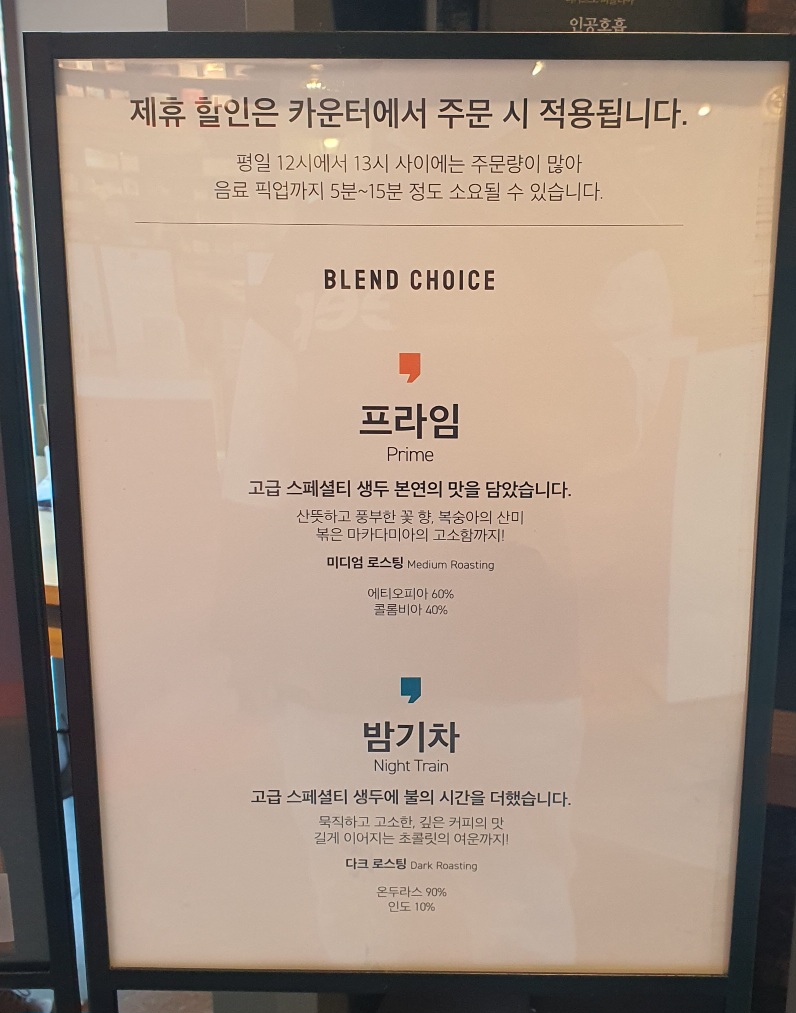 인공호흡
제휴 할인은 카운터에서 주문 시 적용됩니다.
평일 12시에서 13시 사이에는 주문량이 많아
음료 픽업까지 5분~15분 정도 소요될 수 있습니다.
BLEND CHOICE
프라임
Prime
고급 스페셜티 생두 본연의 맛을 담았습니다.
산뜻하고 풍부한 꽃 향, 복숭아의 산미
볶은 마카다미아의 고소함까지!
미디엄 로스팅 Medium Roasting
에티오피아 60%
콜롬비아 40%
밤기차
Night Train
고급 스페셜티 생두에 불의 시간을 더했습니다.
묵직하고 고소한, 깊은 커피의 맛
길게 이어지는 초콜릿의 여운까지!
다크 로스팅 Dark Roasting
온두라스 90%
인도 10%